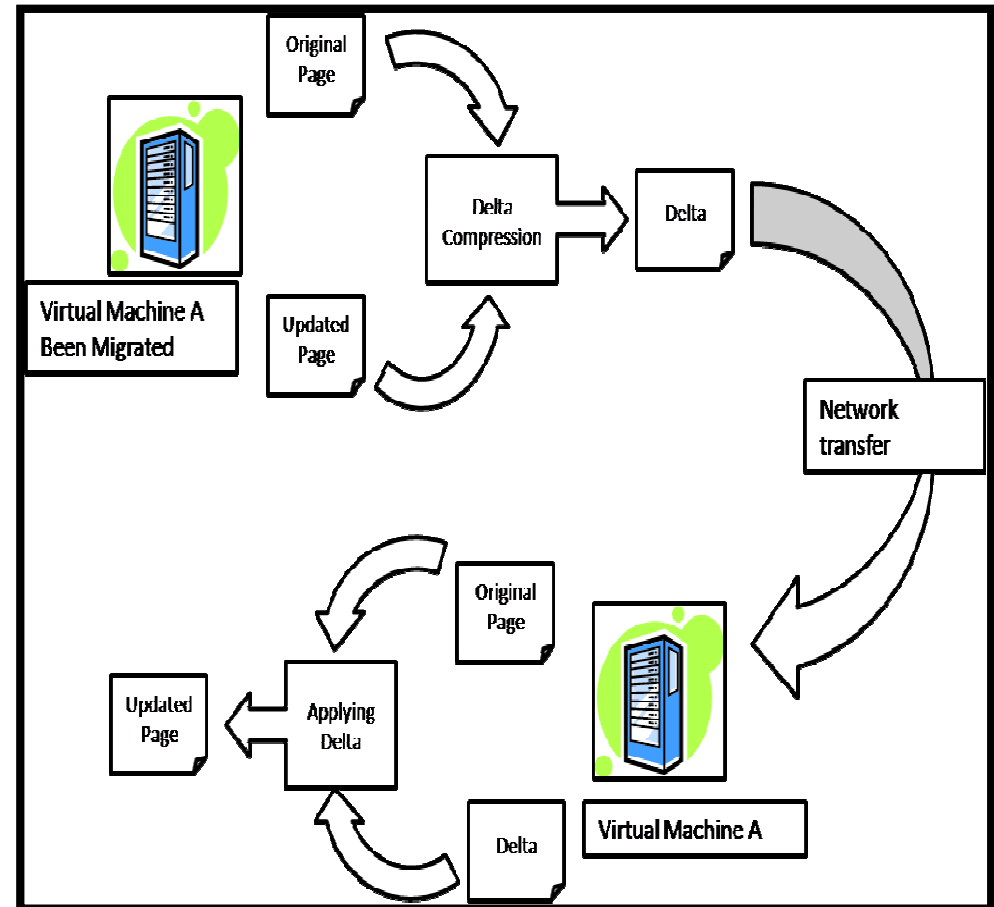 Original
Page
Delta
Compression
Delta
Virtual Machine A
Been Migrated
Updated
Page
Network
transfer
Original
Page
Updated
Page
Applying
Delta
Delta
Virtual Machine A